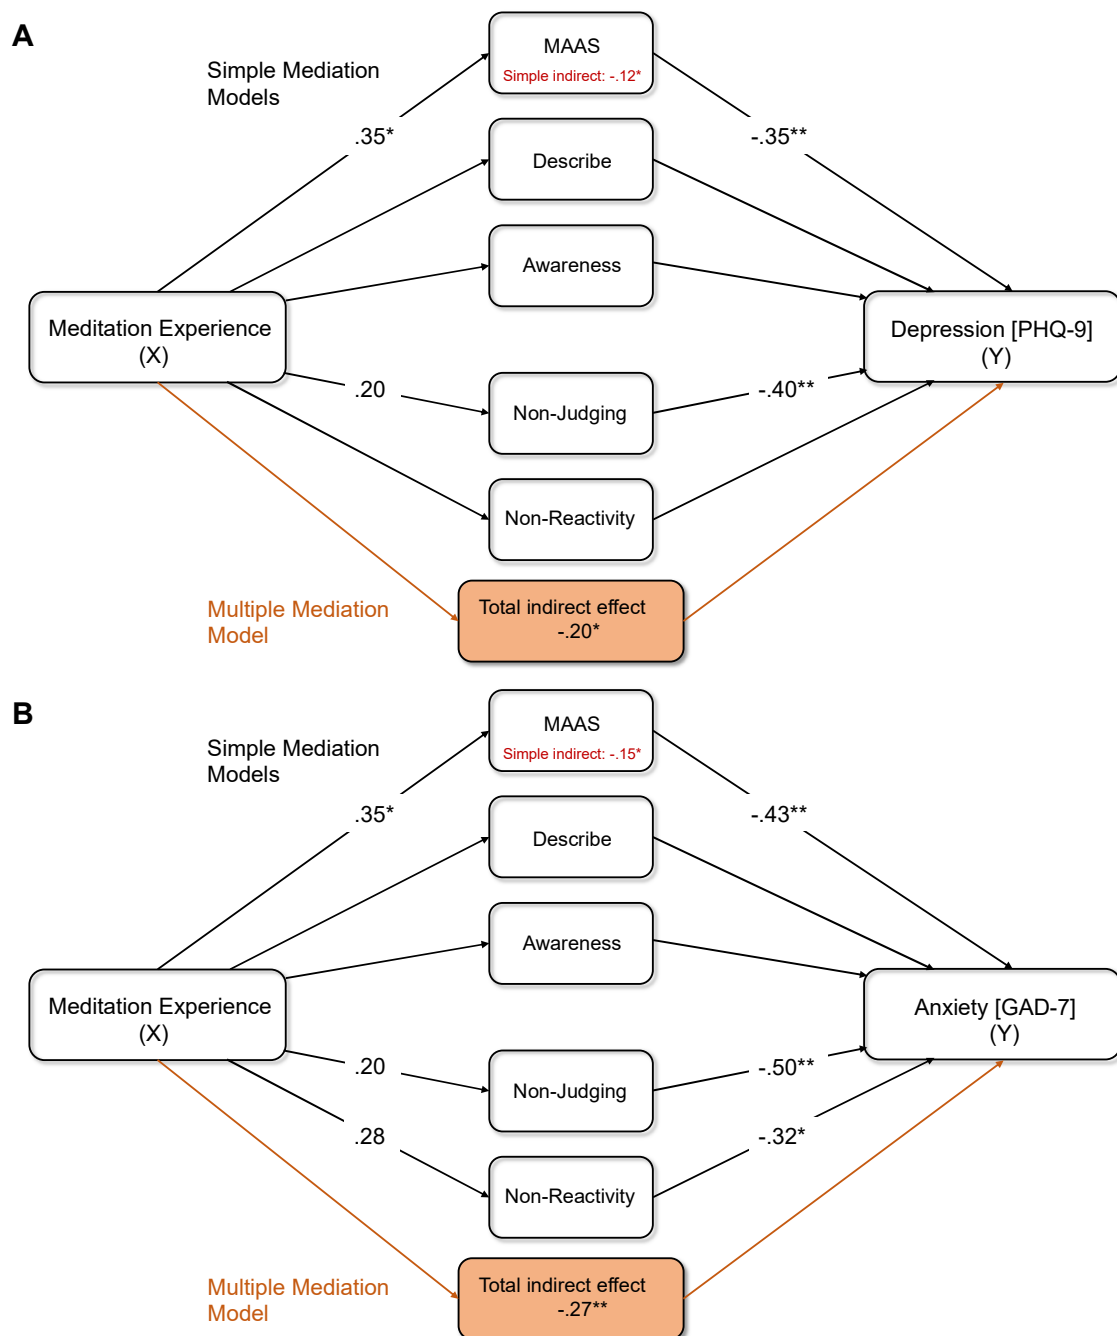 A
Simple Mediation
Models
MAAS
Simple indirect: -.12*
.35*
-.35**
Describe
Awareness
Meditation Experience
(X)
Depression [PHQ-9]
(Y)
.20
-.40**
Non-Judging
Non-Reactivity
Multiple Mediation
Model
Total indirect effect
-.20*
B
Simple Mediation
Models
MAAS
Simple indirect: -.15*
.35*
-.43**
Describe
Awareness
Meditation Experience
(X)
Anxiety [GAD-7]
(Y)
.20
-.50**
Non-Judging
.28
-.32*
Non-Reactivity
Multiple Mediation
Model
Total indirect effect
-.27**